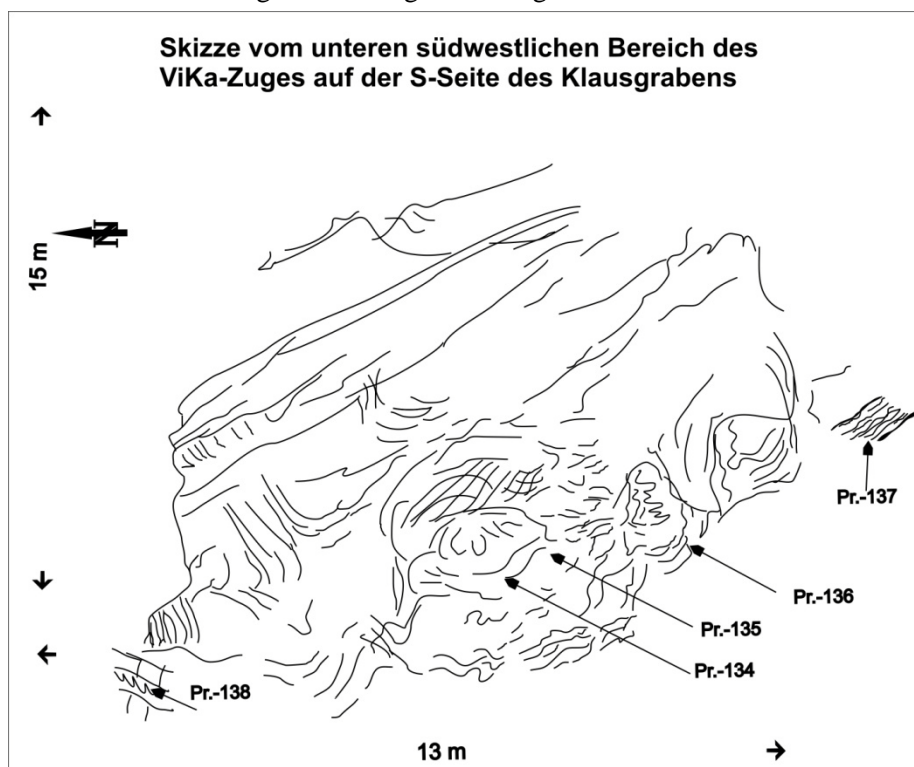 Skizze vom unteren südwestlichen Bereich des
ViKa-Zuges auf der S-Seite des Klausgrabens
N
15 m
Pr.-137
Pr.-136
Pr.-135
Pr.-134
Pr.-138
13 m